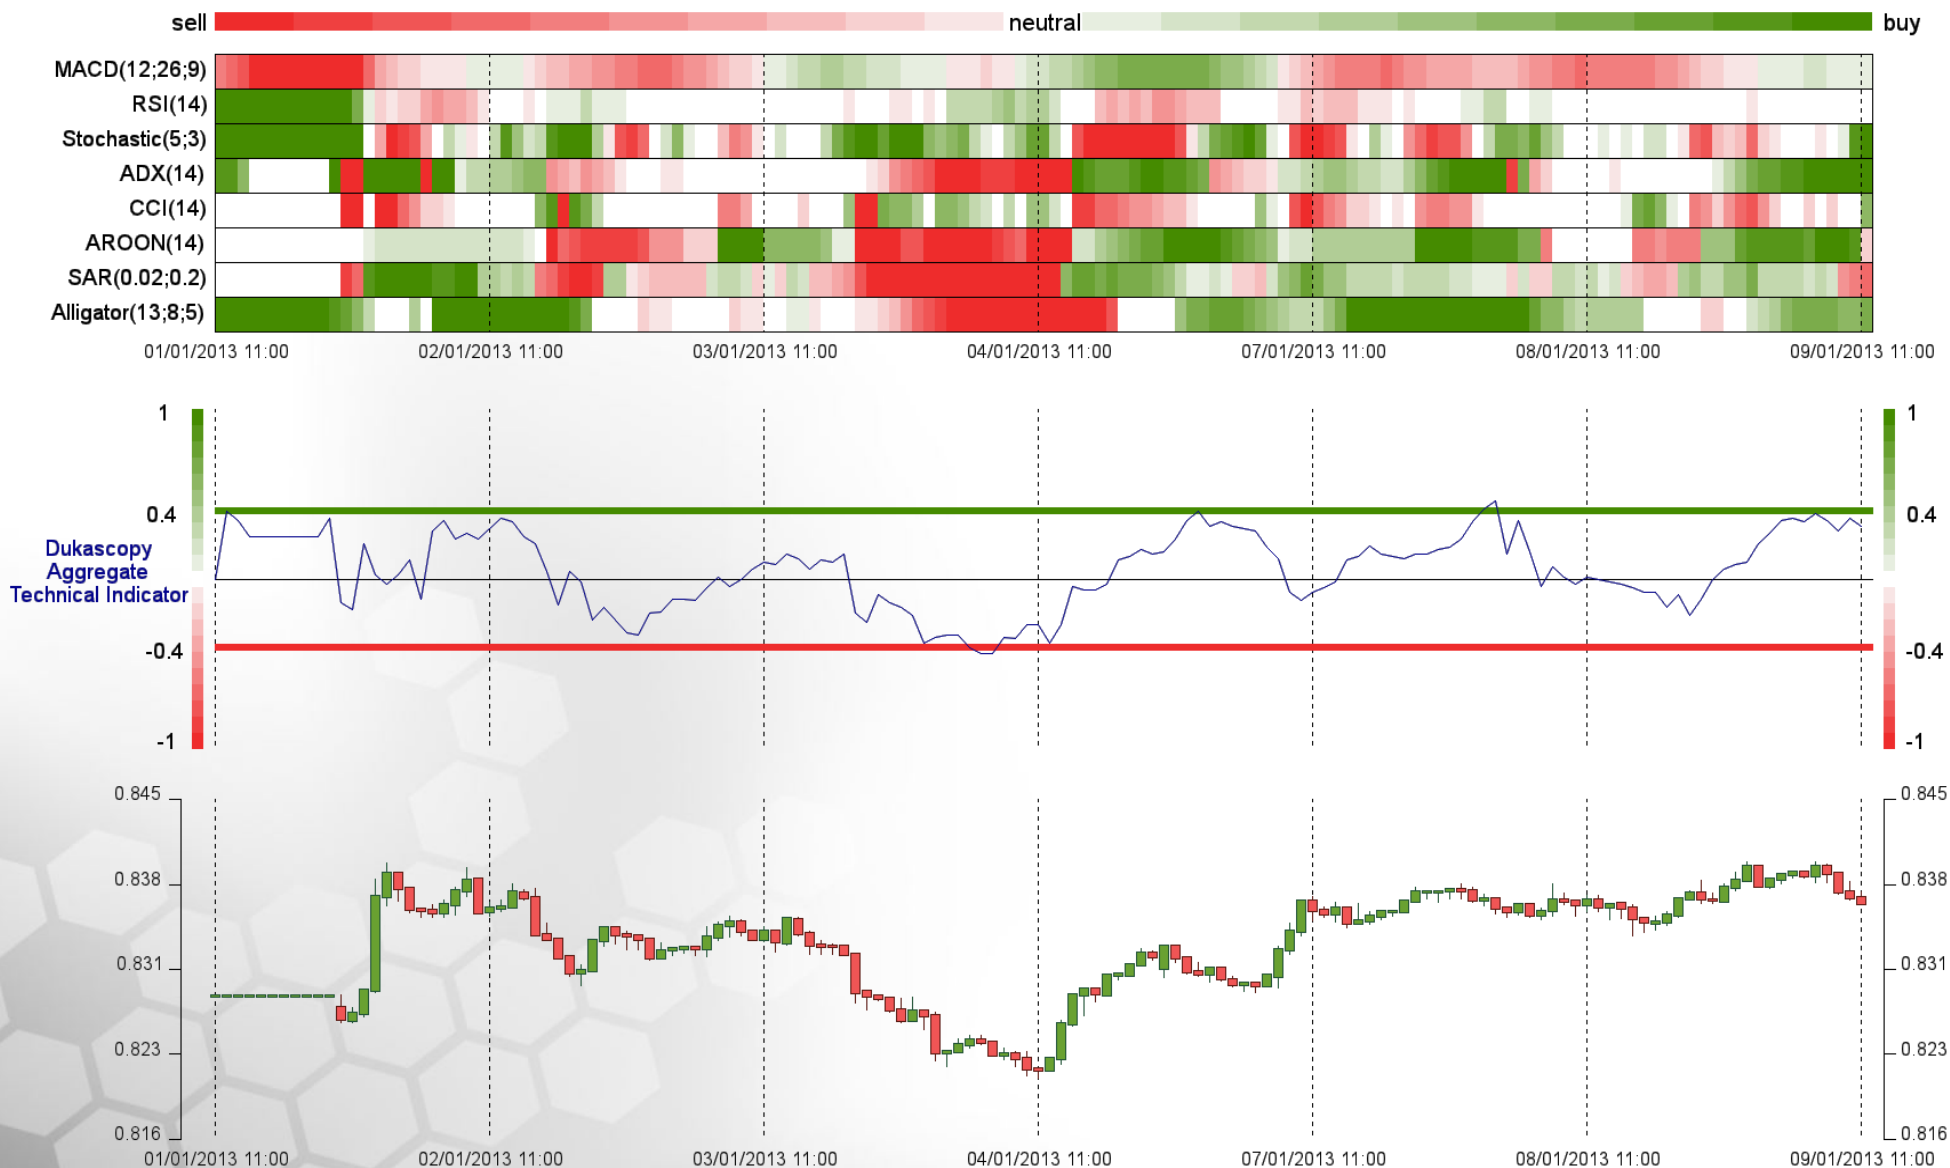 sell neutral buy
MACD(12;26;9)
RSI(14)
Stochastic(5;3)
ADX(14)
CCI(14)
AROON(14)
SAR(0.02;0.2)
Alligator(13;8;5)
01/01/2013 11:00 02/01/2013 11:00 03/01/2013 11:00 04/01/2013 11:00 07/01/2013 11:00 08/01/2013 11:00 09/01/2013 11:00
1 1
0.4 0.4
Dukascopy
Aggregate
Technical Indicator
-0.4 -0.4
-1 -1
0.845 0.845
0.838 0.838
0.831 0.831
0.823 0.823
0.816 0.816
01/01/2013 11:00 02/01/2013 11:00 03/01/2013 11:00 04/01/2013 11:00 07/01/2013 11:00 08/01/2013 11:00 09/01/2013 11:00